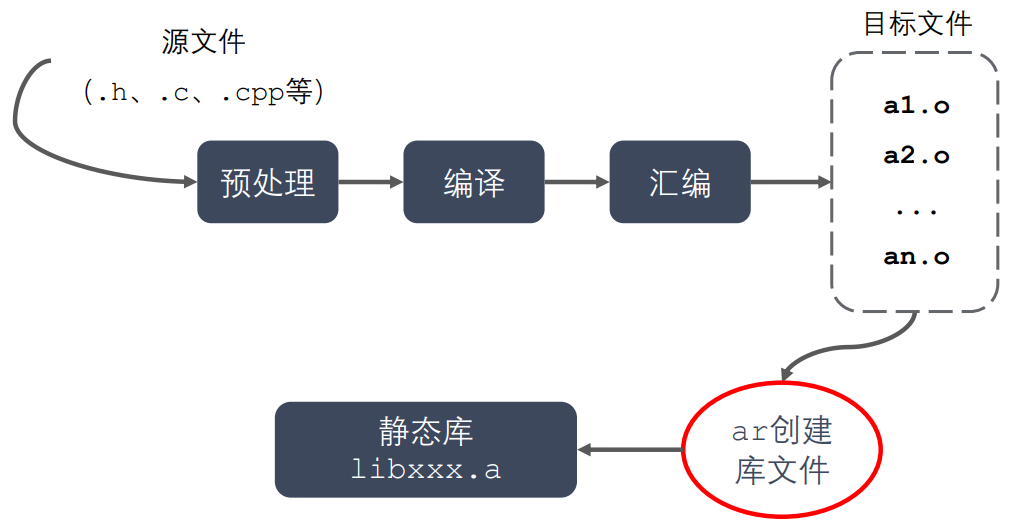 源文件
（.h、.c、.cpp等）
预处理
编译
汇编
目标文件
a1.o
a2.o
...
an.o
ar创建
库文件
静态库
libxxx.a